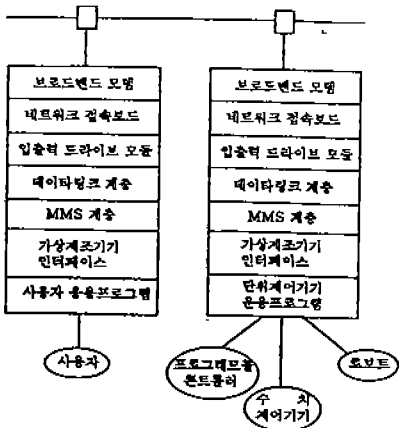 브로드밴드 모뎀
네트워크 접속보드
입출력 드라이브 모듈
데이타링크 계층
MMS 계층
가상제조기기
인터페이스
사용자 응용프로그램
사용자
브로드밴드 모뎀
네트워크 접속보드
입출력 드라이브 모듈
데이타링크 계층
MMS 계층
가상제조기기
인터페이스
단위제어기기
운용프로그램
프로그래머블
콘트롤러
수 치
제어기기
로보트